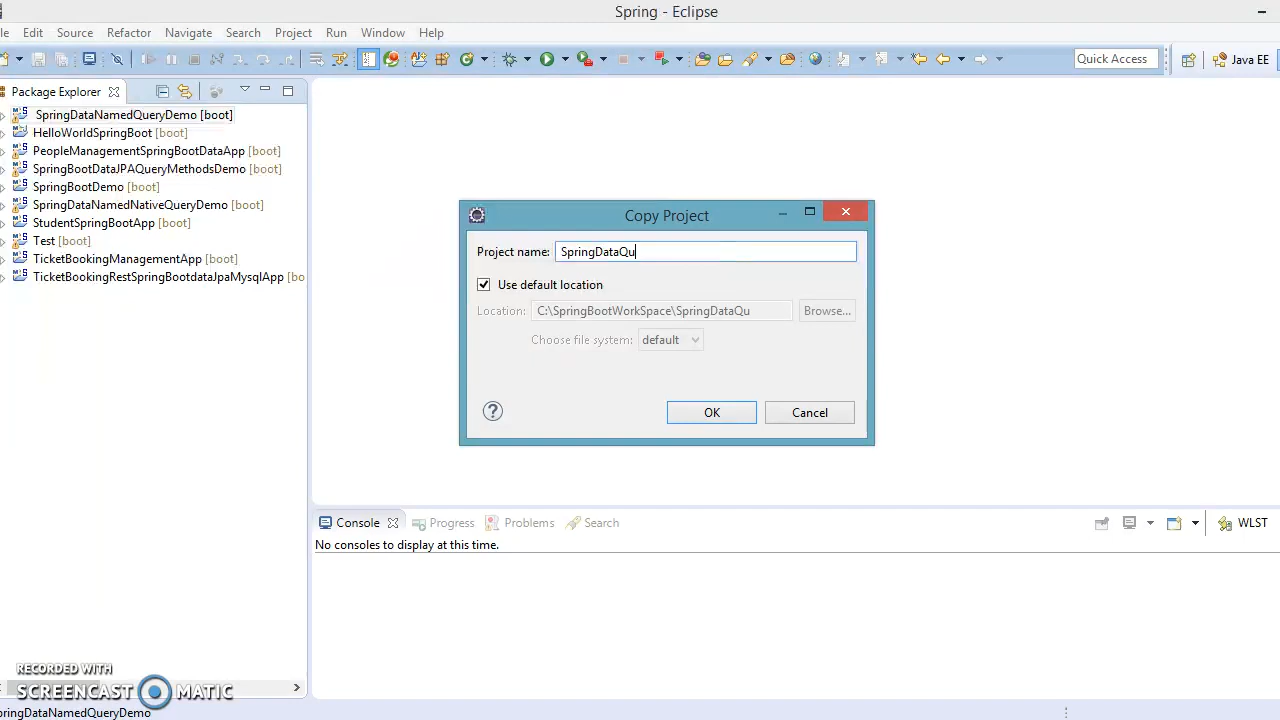 Spring - Eclipse
le Edit Source Refactor Navigate Search Project Run Window Help
Quick Access
Java EE
Package Explorer
SpringDataNamedQueryDemo [boot]
HelloWorldSpringBoot [boot]
PeopleManagementSpringBootDataApp [boot]
SpringBootDataJPAQueryMethodsDemo [boot]
SpringBootDemo [boot]
SpringDataNamedNativeQueryDemo [boot]
StudentSpringBootApp [boot]
Test [boot]
TicketBookingManagementApp [boot]
TicketBookingRestSpringBootdataJpaMysqlApp [bo
Copy Project
Project name: SpringDataQu
Use default location
Location: C:\SpringBootWorkSpace\SpringDataQu Browse...
Choose file system: default
? OK Cancel
Console Progress Problems Search WLST
No consoles to display at this time.
RECORDED WITH
SCREENCAST MATIC
pringDataNamedQueryDemo